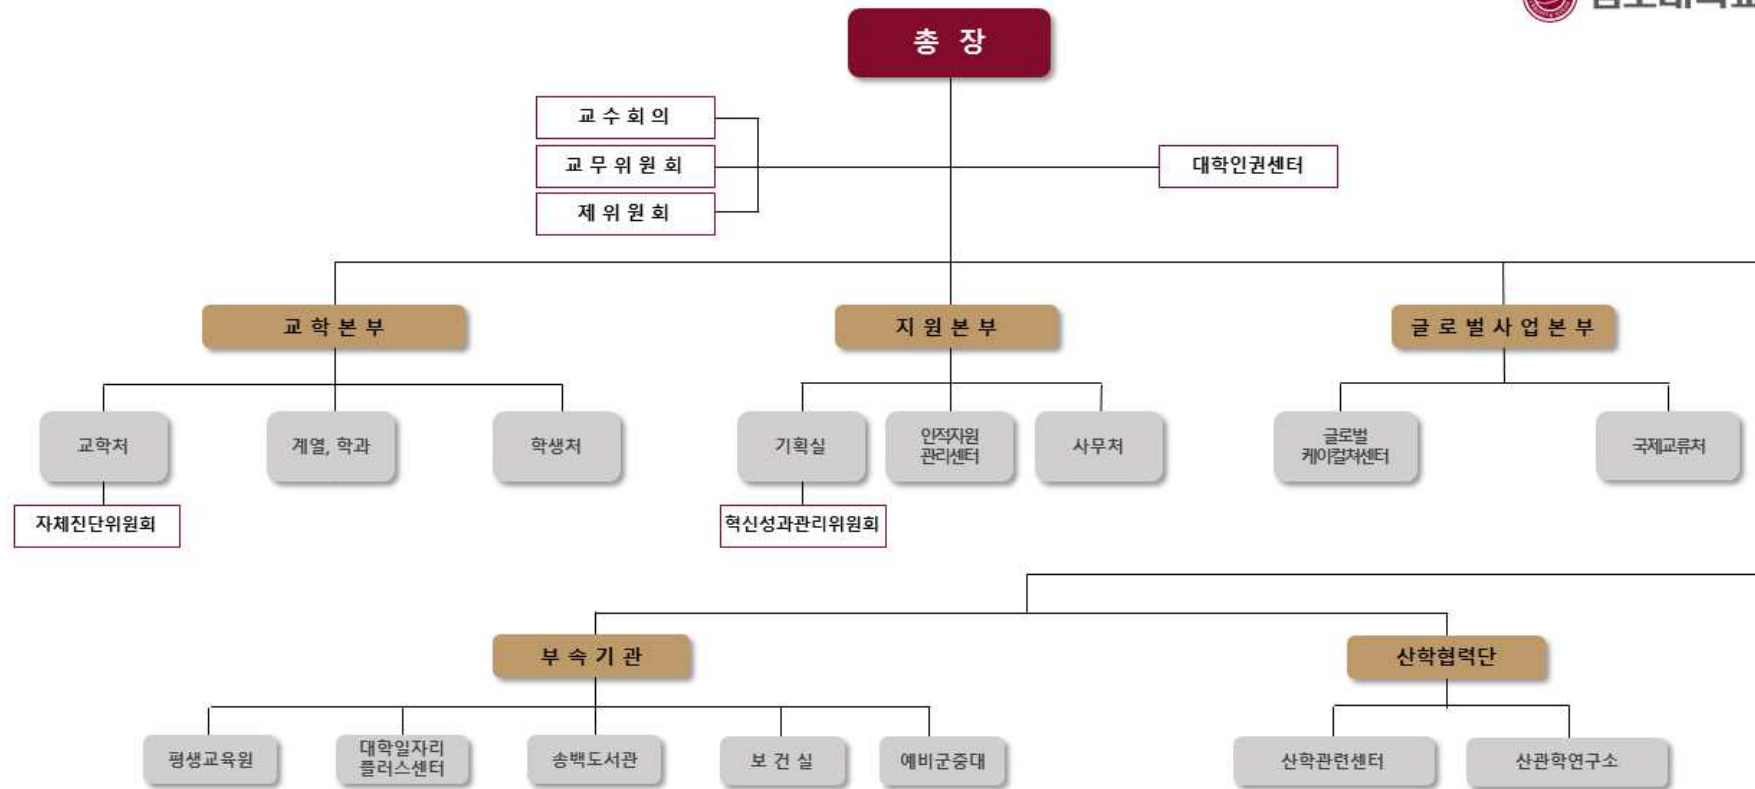 총 장
교 수 회 의
교 무 위 원 회
제 위 원 회
대학인권센터
교 학 본 부
지 원 본 부
글 로 벌 사 업 본 부
교학처
계열, 학과
학생처
기획실
인적자원
관리센터
사무처
글로벌
케이컬쳐센터
국제교류처
자체진단위원회
혁신성과관리위원회
부 속 기 관
산학협력단
평생교육원
대학일자리
플러스센터
송백도서관
보 건 실
예비군중대
산학관련센터
산관학연구소